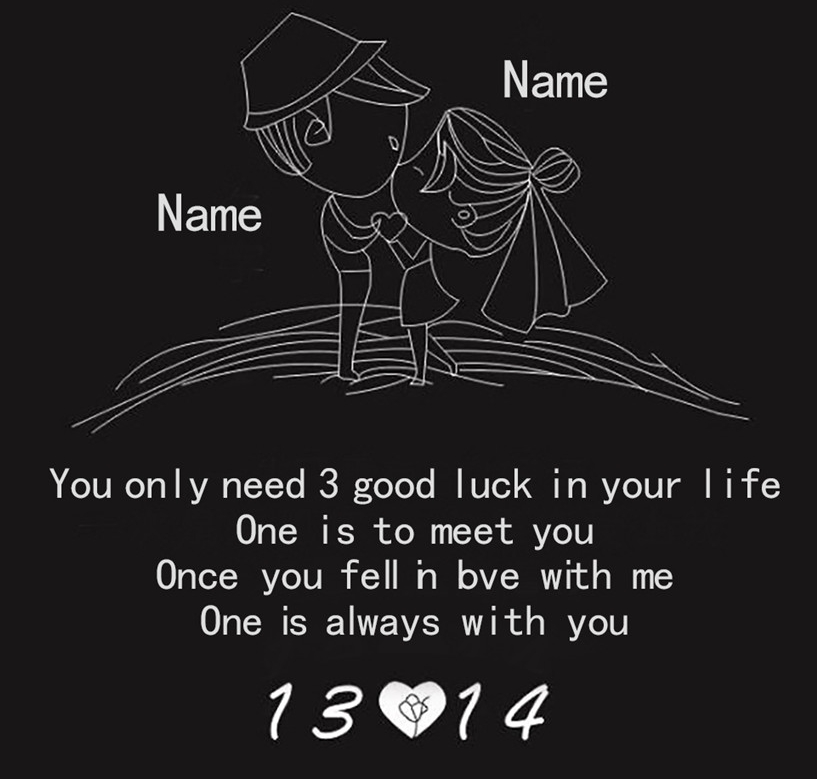 Name
Name
You only need 3 good luck in your life
One is to meet you
Once you fell in bve with me
One is always with you
13 14